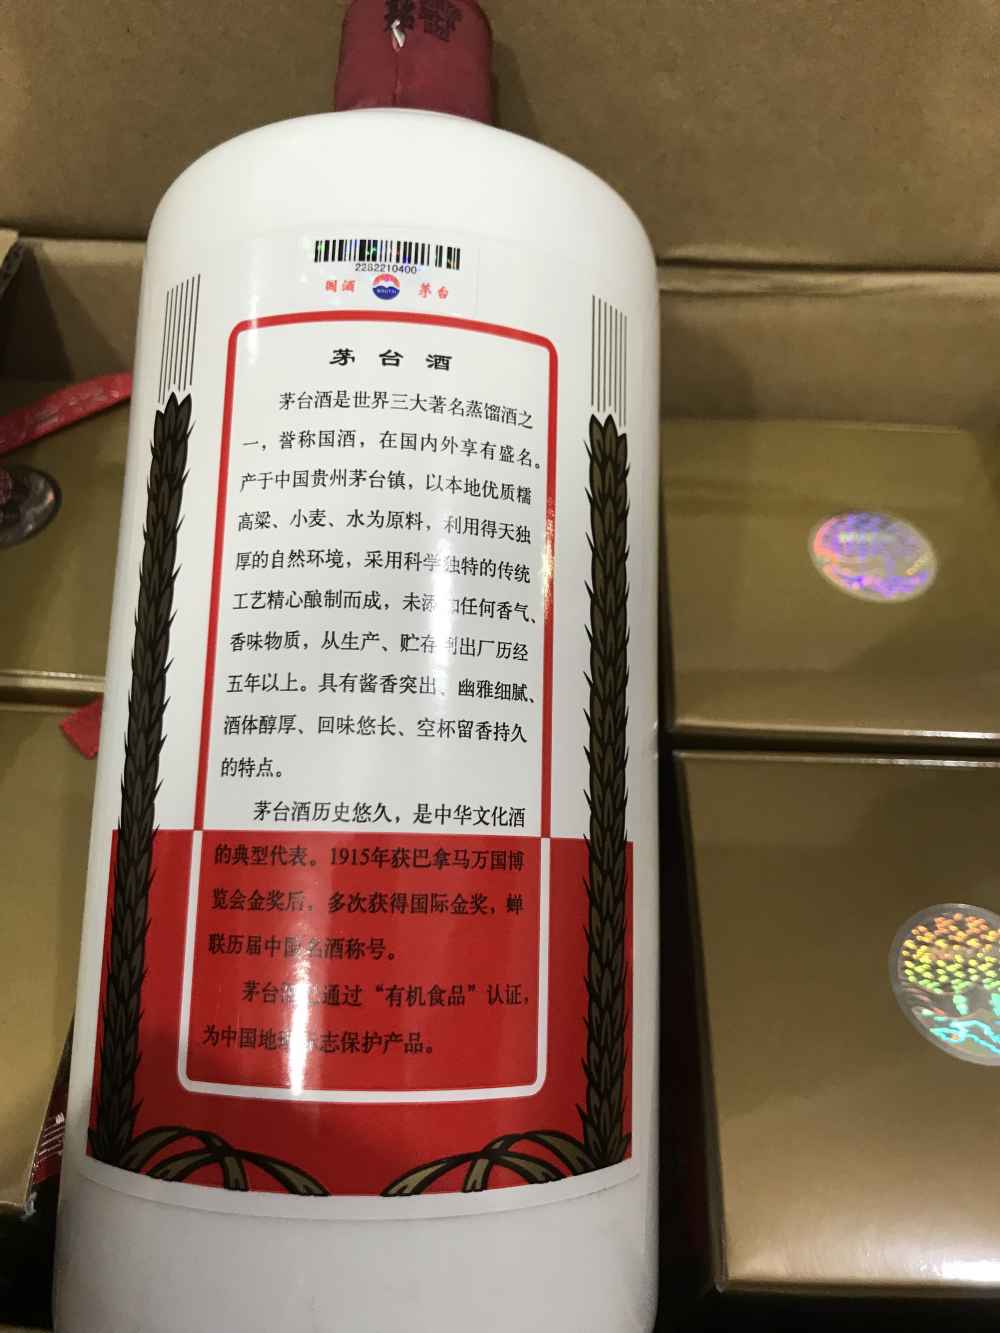 2282210400
国酒 茅台
茅台酒
茅台酒是世界三大著名蒸馏酒之
一，誉称国酒，在国内外享有盛名。
产于中国贵州茅台镇，以本地优质糯
高粱、小麦、水为原料，利用得天独
厚的自然环境，采用科学独特的传统
工艺精心酿制而成，未添加任何香气、
香味物质，从生产、贮存到出厂历经
五年以上。具有酱香突出、幽雅细腻、
酒体醇厚、回味悠长、空杯留香持久
的特点。
茅台酒历史悠久，是中华文化酒
的典型代表。1915年获巴拿马万国博
览会金奖后，多次获得国际金奖，蝉
联历届中国名酒称号。
茅台酒已通过“有机食品”认证，
为中国地理标志保护产品。